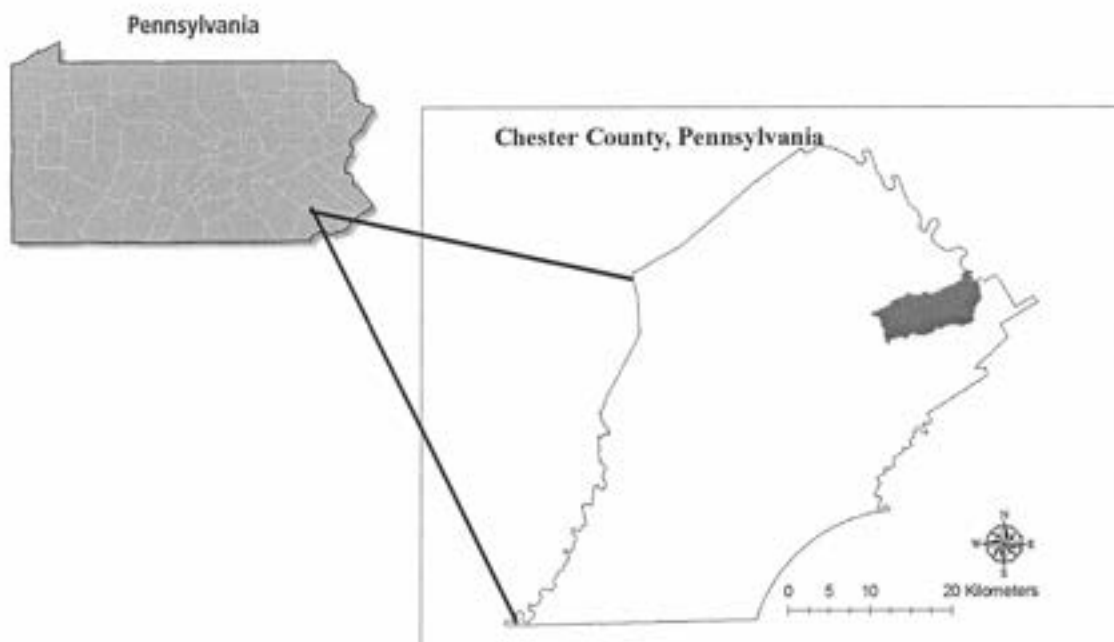 Pennsylvania
Chester County, Pennsylvania
N
W E
S
0 5 10 20 Kilometers